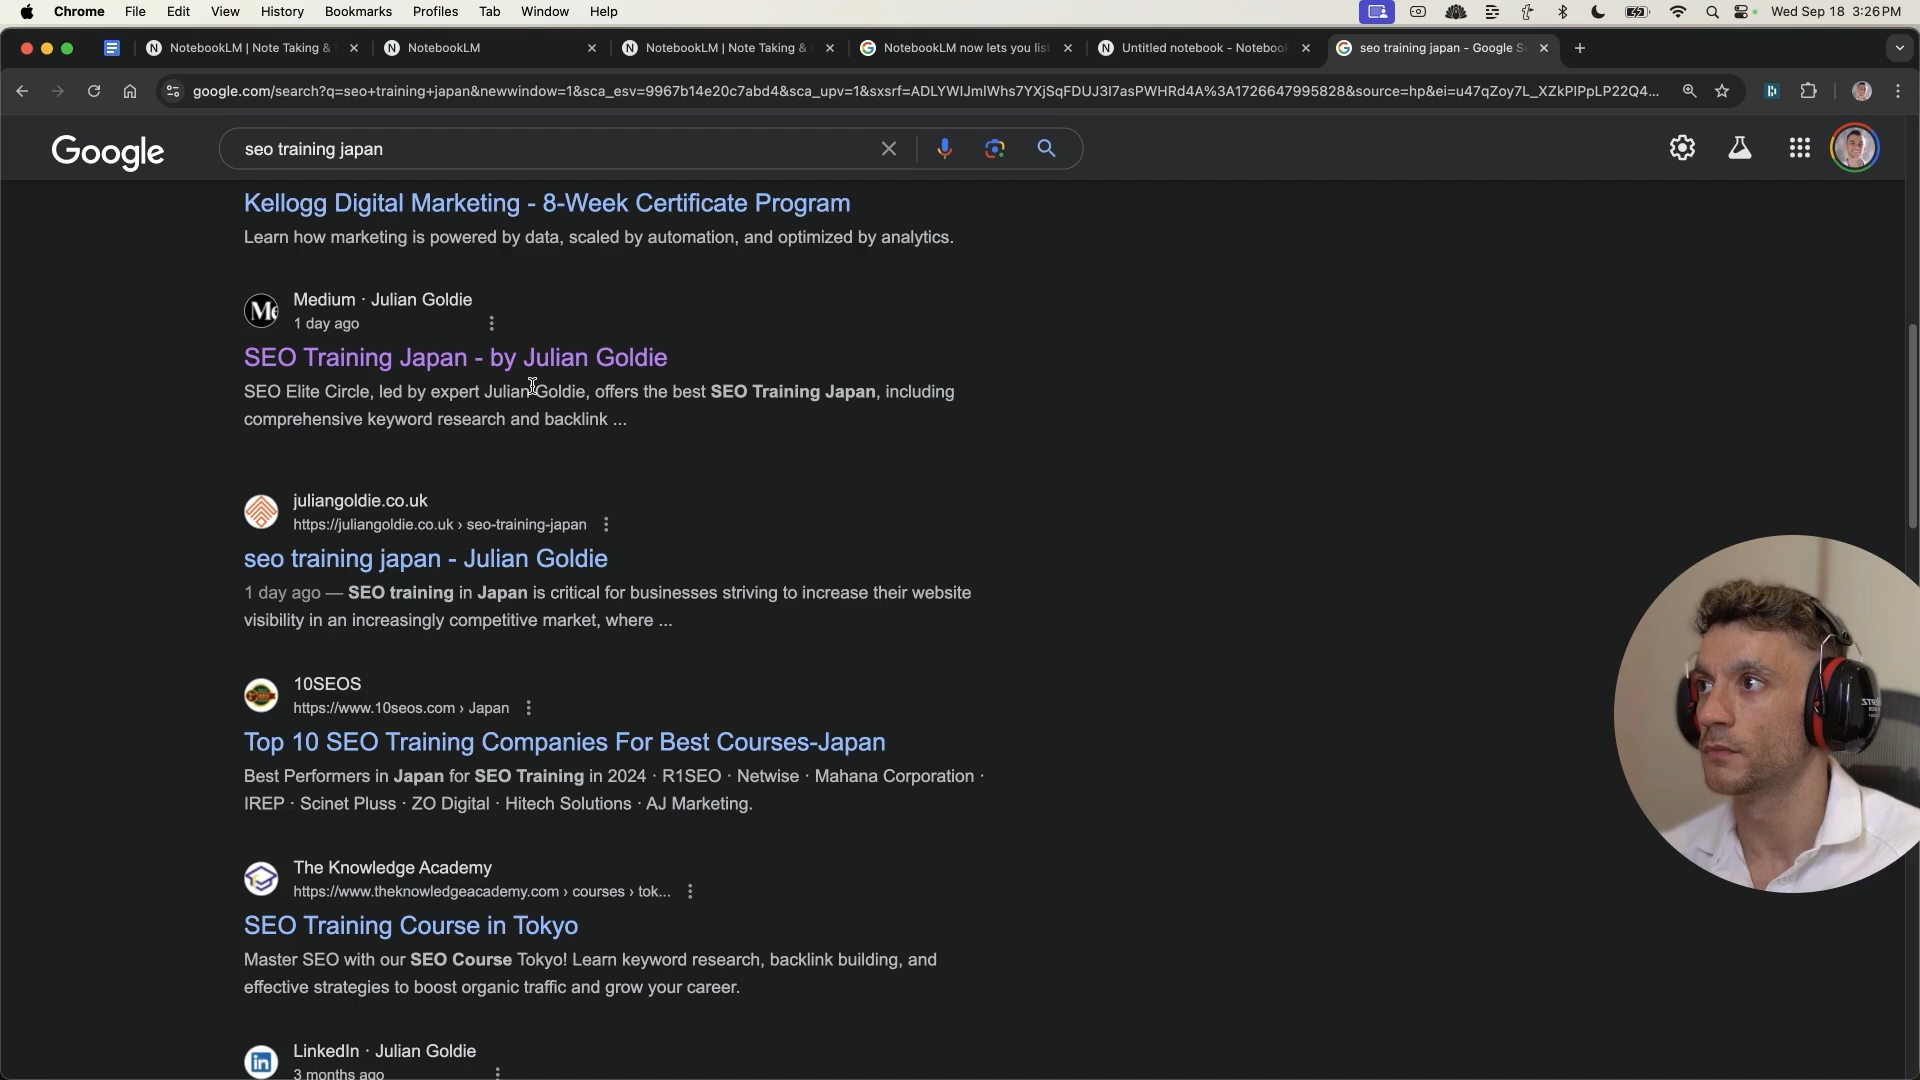 Chrome File Edit View History Bookmarks Profiles Tab Window Help Wed Sep 18 3:26 PM
NotebookLM | Note Taking & NotebookLM NotebookLM | Note Taking & NotebookLM now lets you list Untitled notebook - Notebook seo training japan - Google S
google.com/search?q=seo+training+japan&newwindow=1&sca_esv=9967b14e20c7abd4&sca_upv=1&sxsrf=ADLYWIJmlWhs7YXjSqFDUJ3I7asPWHRd4A%3A1726647995828&source=hp&ei=u47qZoy7L_XZkPIPpLP22Q4...
Google seo training japan
Kellogg Digital Marketing - 8-Week Certificate Program
Learn how marketing is powered by data, scaled by automation, and optimized by analytics.
Medium · Julian Goldie
1 day ago
SEO Training Japan - by Julian Goldie
SEO Elite Circle, led by expert Julian Goldie, offers the best SEO Training Japan, including
comprehensive keyword research and backlink ...
juliangoldie.co.uk
https://juliangoldie.co.uk › seo-training-japan
seo training japan - Julian Goldie
1 day ago — SEO training in Japan is critical for businesses striving to increase their website
visibility in an increasingly competitive market, where ...
10SEOS
https://www.10seos.com › Japan
Top 10 SEO Training Companies For Best Courses-Japan
Best Performers in Japan for SEO Training in 2024 · R1SEO · Netwise · Mahana Corporation ·
IREP · Scinet Pluss · ZO Digital · Hitech Solutions · AJ Marketing.
The Knowledge Academy
https://www.theknowledgeacademy.com › courses › tok...
SEO Training Course in Tokyo
Master SEO with our SEO Course Tokyo! Learn keyword research, backlink building, and
effective strategies to boost organic traffic and grow your career.
LinkedIn · Julian Goldie
3 months ago